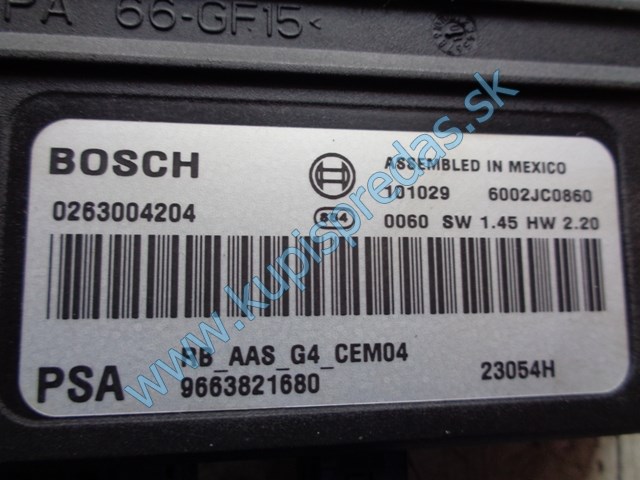 PA 66-GF15<
BOSCH
ASSEMBLED IN MEXICO
101029 6002JC0860
0263004204
0060 SW 1.45 HW 2.20
RB_AAS_G4_CEM04
PSA
9663821680
23054H
www.kupispredas.sk